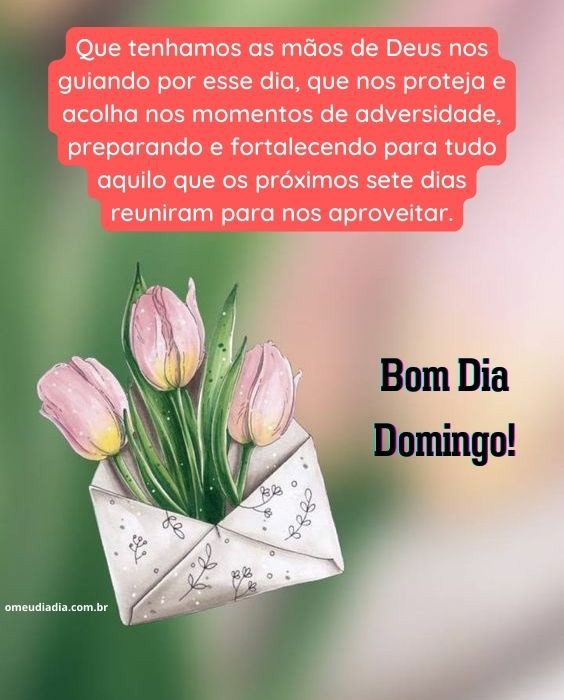 Que tenhamos as mãos de Deus nos
guiando por esse dia, que nos proteja e
acolha nos momentos de adversidade,
preparando e fortalecendo para tudo
aquilo que os próximos sete dias
reuniram para nos aproveitar.
Bom Dia
Domingo!
omeudiadia.com.br